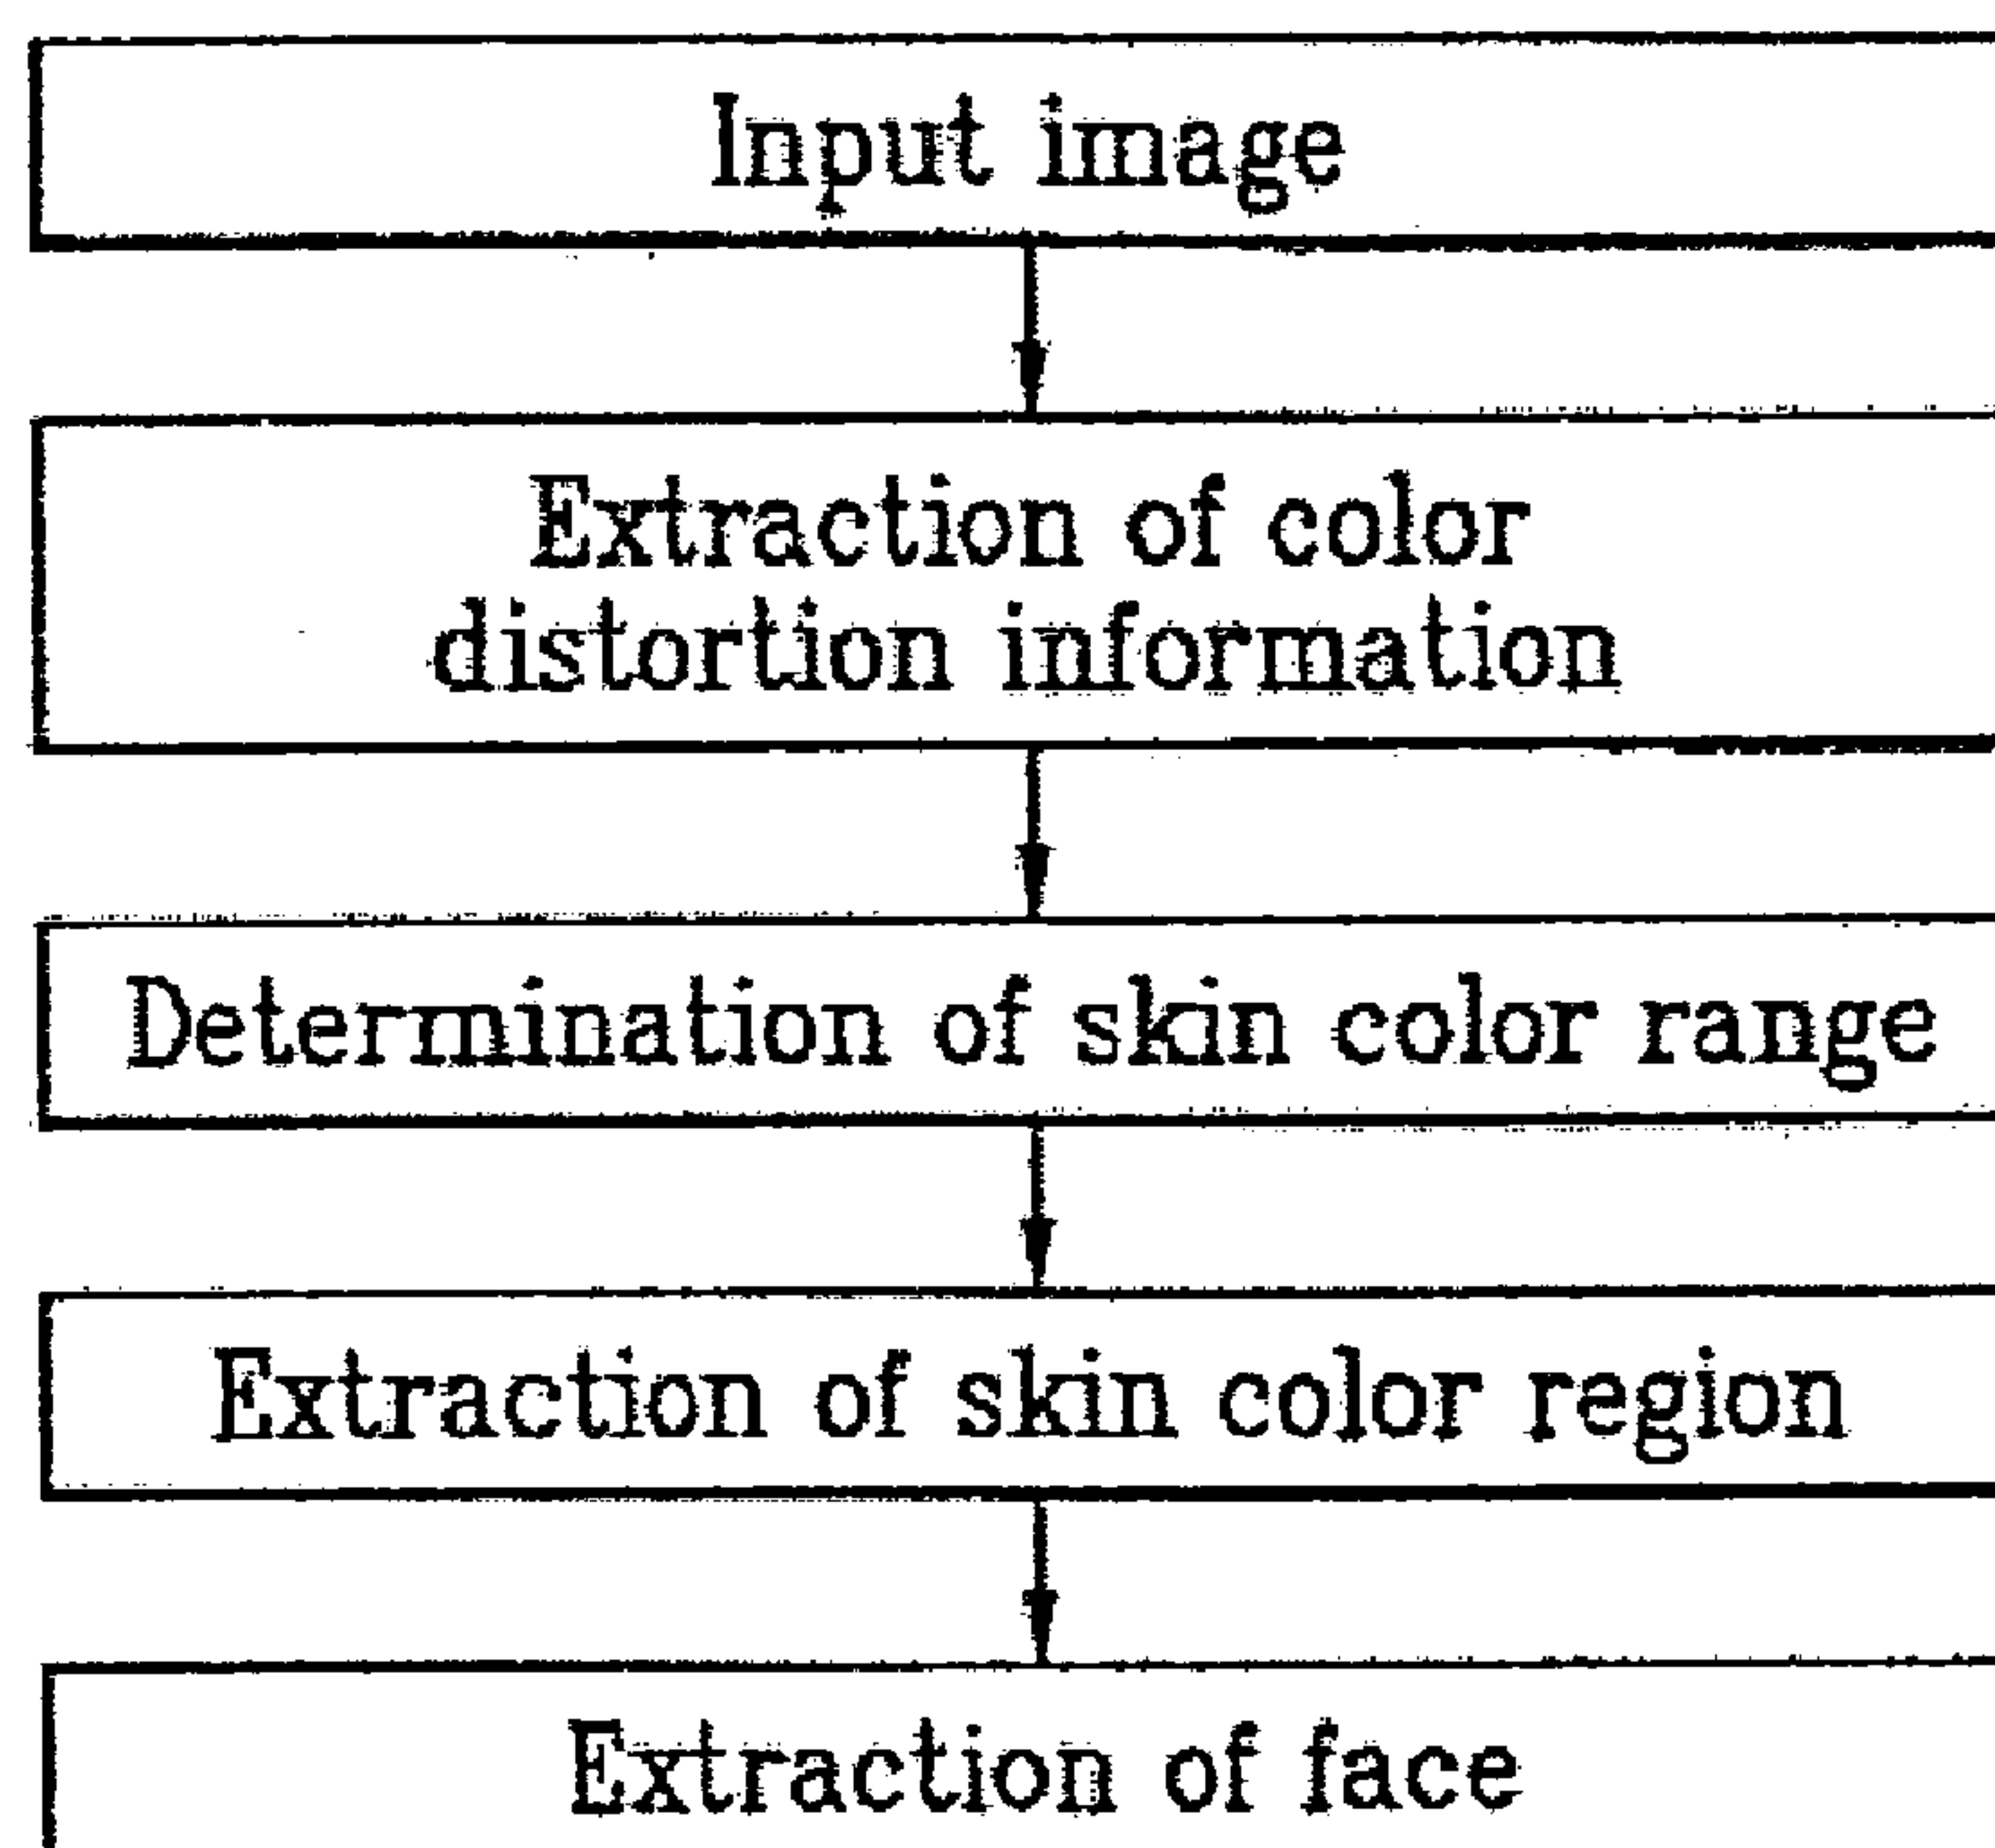 Input image
Extraction of color
distortion information
Determination of skin color range
Extraction of skin color region
Extraction of face